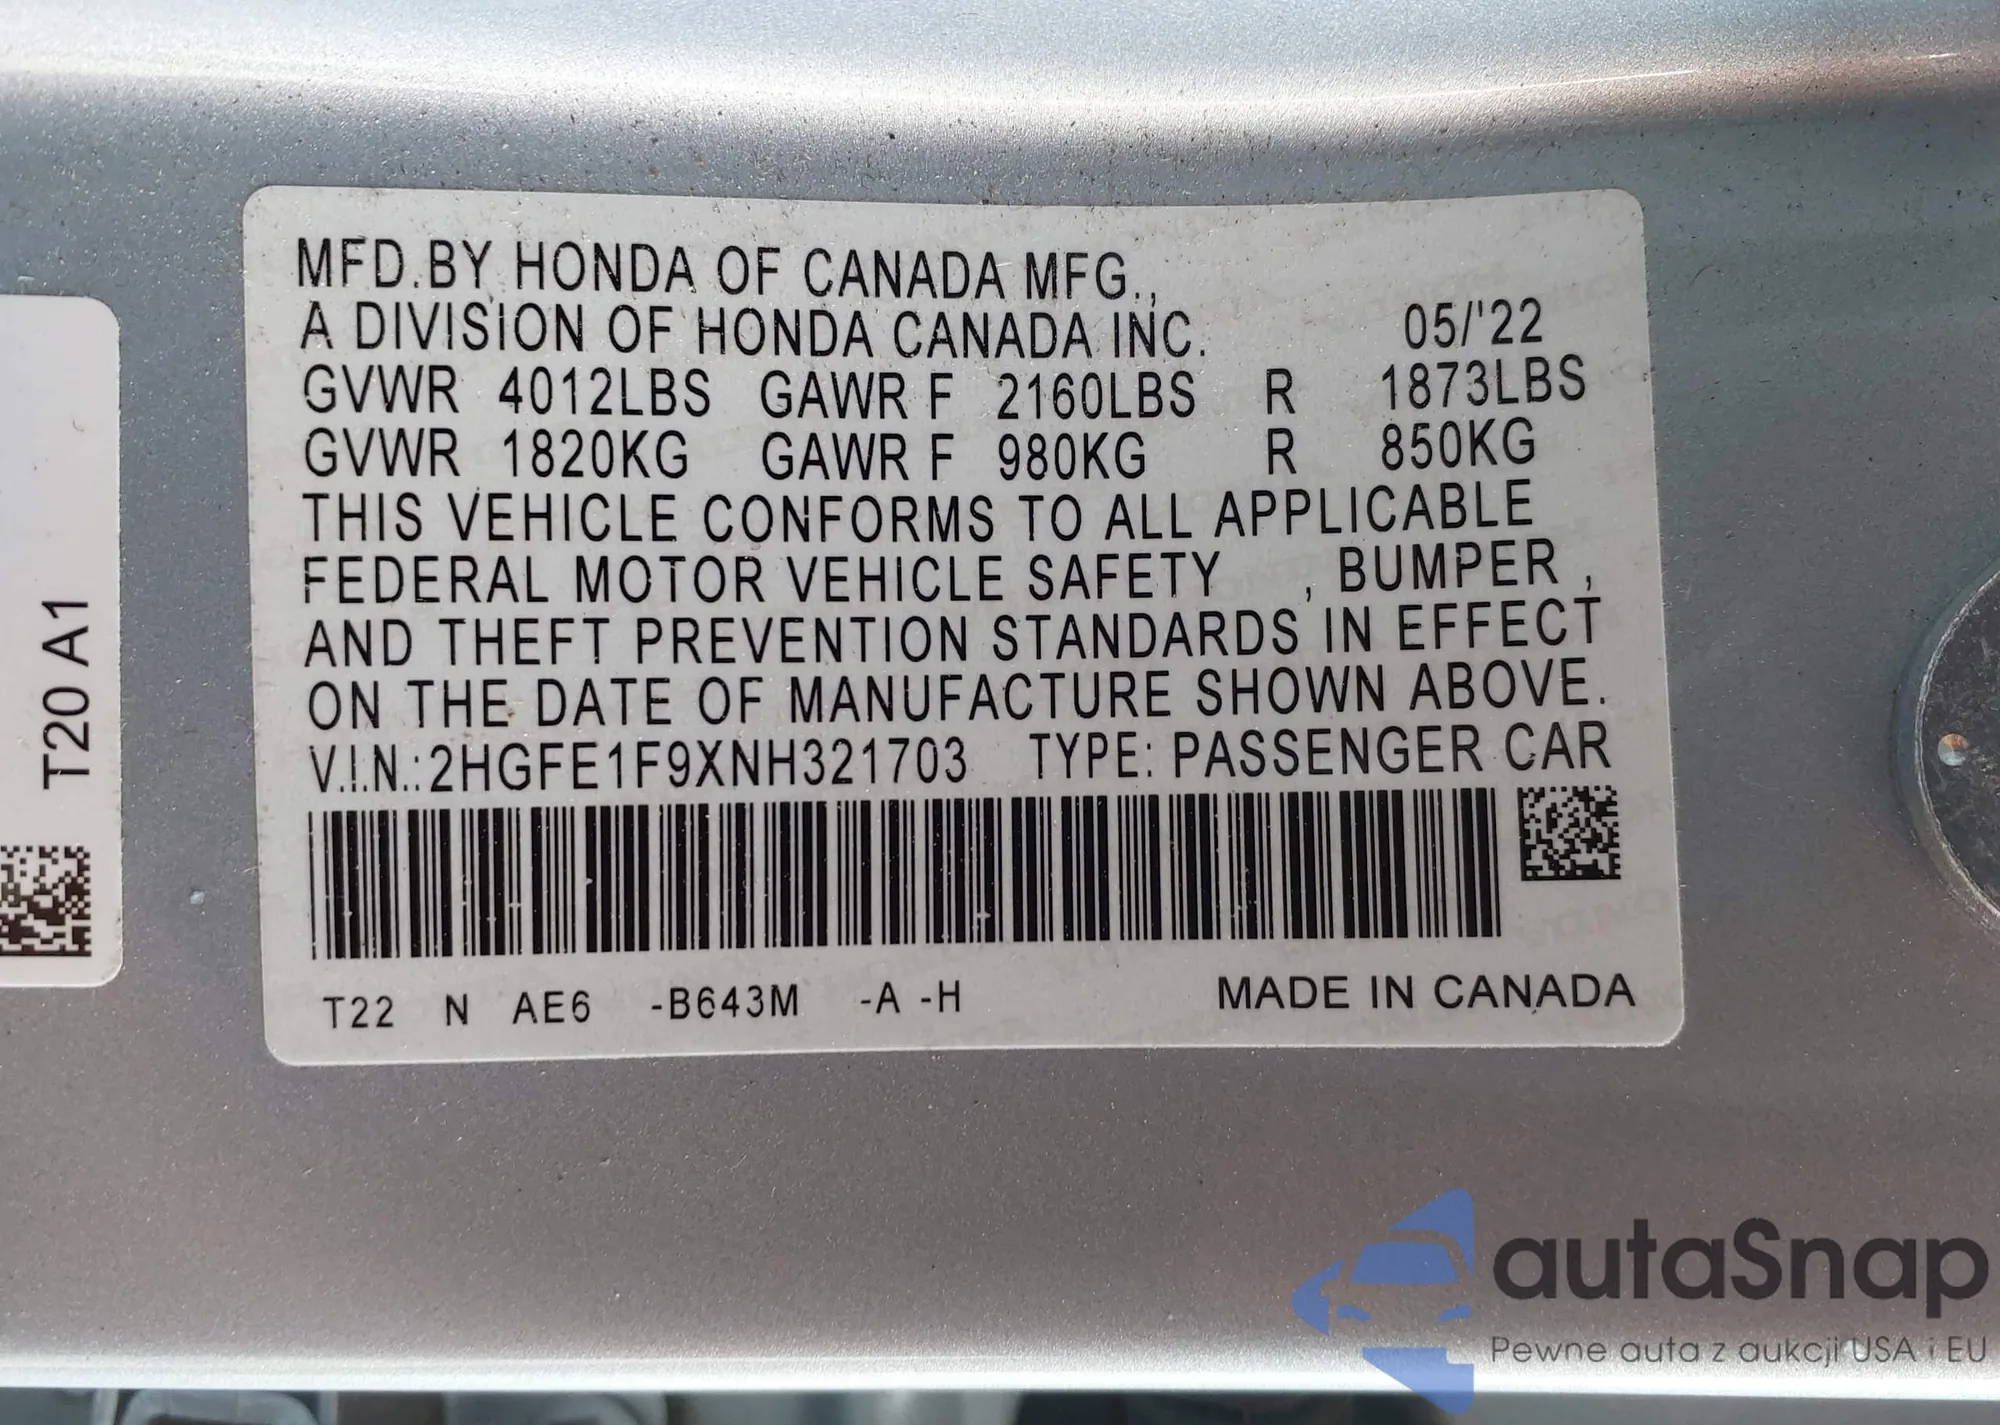 MFD.BY HONDA OF CANADA MFG.,
A DIVISION OF HONDA CANADA INC. 05/'22
GVWR 4012LBS GAWR F 2160LBS R 1873LBS
GVWR 1820KG GAWR F 980KG R 850KG
THIS VEHICLE CONFORMS TO ALL APPLICABLE
FEDERAL MOTOR VEHICLE SAFETY , BUMPER ,
AND THEFT PREVENTION STANDARDS IN EFFECT
ON THE DATE OF MANUFACTURE SHOWN ABOVE.
V.I.N.:2HGFE1F9XNH321703 TYPE: PASSENGER CAR
T22 N AE6 -B643M -A -H MADE IN CANADA
T20 A1
autaSnap
Pewne auta z aukcji USA i EU